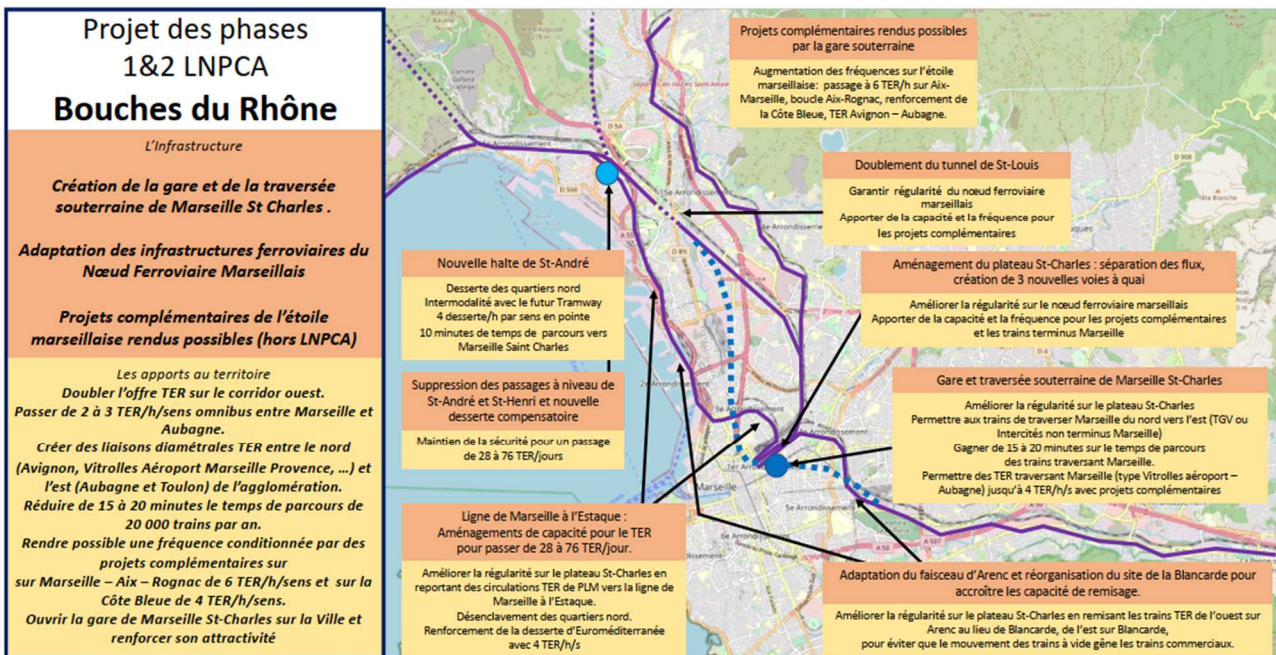 Projet des phases
1&2 LNPCA
Bouches du Rhône
L'Infrastructure
Création de la gare et de la traversée
souterraine de Marseille St Charles .
Adaptation des infrastructures ferroviaires du
Nœud Ferroviaire Marseillais
Projets complémentaires de l'étoile
marseillaise rendus possibles (hors LNPCA)
Les apports au territoire
Doubler l'offre TER sur le corridor ouest.
Passer de 2 à 3 TER/h/sens omnibus entre Marseille et
Aubagne.
Créer des liaisons diamétrales TER entre le nord
(Avignon, Vitrolles Aéroport Marseille Provence, ...) et
l'est (Aubagne et Toulon) de l'agglomération.
Réduire de 15 à 20 minutes le temps de parcours de
20 000 trains par an.
Rendre possible une fréquence conditionnée par des
projets complémentaires sur
sur Marseille – Aix – Rognac de 6 TER/h/sens et sur la
Côte Bleue de 4 TER/h/sens.
Ouvrir la gare de Marseille St-Charles sur la Ville et
renforcer son attractivité
Projets complémentaires rendus possibles
par la gare souterraine
Augmentation des fréquences sur l'étoile
marseillaise: passage à 6 TER/h sur Aix-
Marseille, boucle Aix-Rognac, renforcement de
la Côte Bleue, TER Avignon – Aubagne.
Doublement du tunnel de St-Louis
Garantir régularité du nœud ferroviaire
marseillais
Apporter de la capacité et la fréquence pour
les projets complémentaires
Nouvelle halte de St-André
Desserte des quartiers nord
Intermodalité avec le futur Tramway
4 desserte/h par sens en pointe
10 minutes de temps de parcours vers
Marseille Saint Charles
Aménagement du plateau St-Charles : séparation des flux,
création de 3 nouvelles voies à quai
Améliorer la régularité sur le nœud ferroviaire marseillais
Apporter de la capacité et la fréquence pour les projets complémentaires
et les trains terminus Marseille
Suppression des passages à niveau de
St-André et St-Henri et nouvelle
desserte compensatoire
Maintien de la sécurité pour un passage
de 28 à 76 TER/jours
Gare et traversée souterraine de Marseille St-Charles
Améliorer la régularité sur le plateau St-Charles
Permettre aux trains de traverser Marseille du nord vers l'est (TGV ou
Intercités non terminus Marseille)
Gagner de 15 à 20 minutes sur le temps de parcours
des trains traversant Marseille.
Permettre des TER traversant Marseille (type Vitrolles aéroport –
Aubagne) jusqu'à 4 TER/h/s avec projets complémentaires
Ligne de Marseille à l'Estaque :
Aménagements de capacité pour le TER
pour passer de 28 à 76 TER/jour.
Améliorer la régularité sur le plateau St-Charles en
reportant des circulations TER de PLM vers la ligne de
Marseille à l'Estaque.
Désenclavement des quartiers nord.
Renforcement de la desserte d'Euroméditerranée
avec 4 TER/h/s
Adaptation du faisceau d'Arenc et réorganisation du site de la Blancarde pour
accroître les capacité de remisage.
Améliorer la régularité sur le plateau St-Charles en remisant les trains TER de l'ouest sur
Arenc au lieu de Blancarde, de l'est sur Blancarde,
pour éviter que le mouvement des trains à vide gêne les trains commerciaux.
D 5A
D 568
D 908
15e Arrondissement
D 4
Marseille
A 50